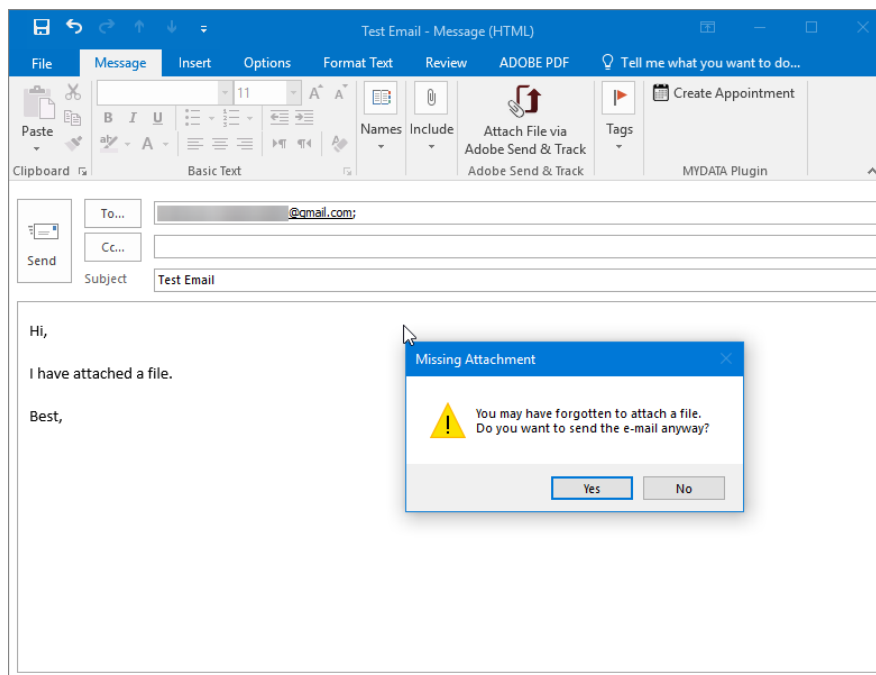 Test Email - Message (HTML)
File Message Insert Options Format Text Review ADOBE PDF Tell me what you want to do...
11 A A
Create Appointment
B I U
Paste
Names Include Attach File via Tags
ab A
Adobe Send & Track
Clipboard Basic Text Adobe Send & Track MYDATA Plugin
To... @gmail.com;
Cc...
Send
Subject Test Email
Hi,
I have attached a file.
Best,
Missing Attachment
You may have forgotten to attach a file.
Do you want to send the e-mail anyway?
Yes No